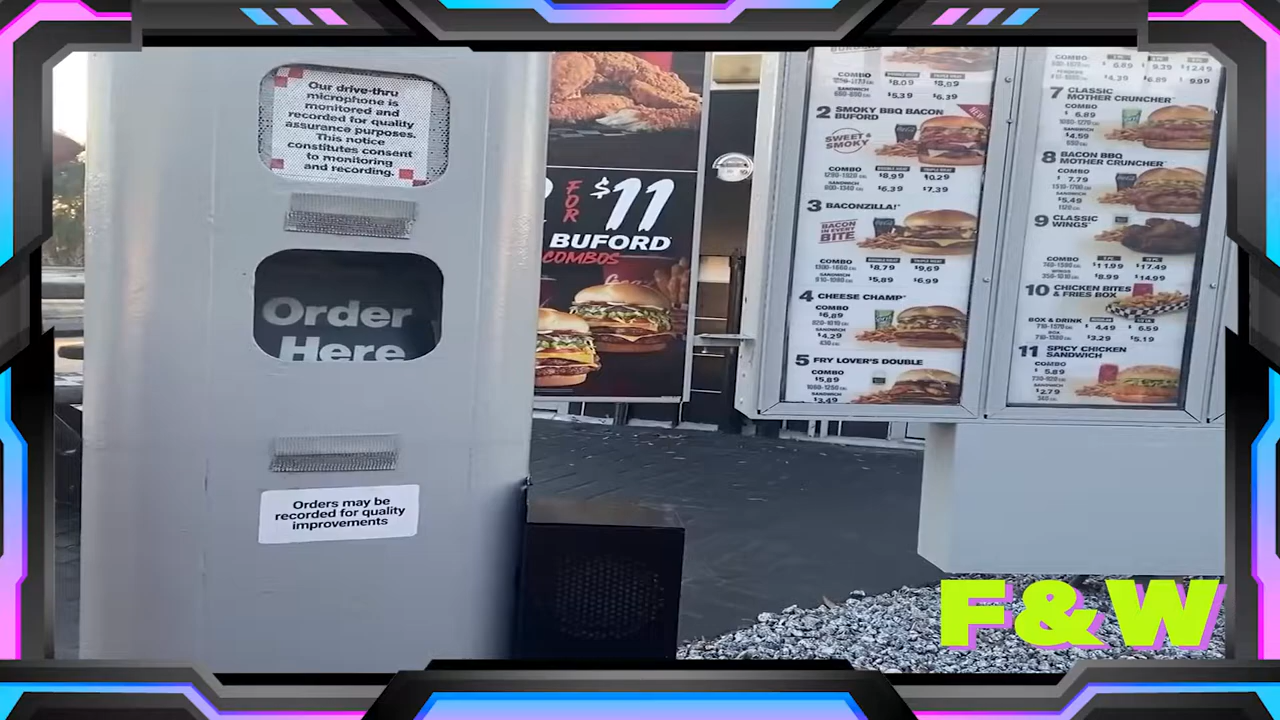 Our drive-thru
microphone is
monitored and
recorded for quality
assurance purposes.
This notice
constitutes consent
to monitoring
and recording.
Order
Here
Orders may be
recorded for quality
improvements
FOR
$11
BUFORD
COMBOS
COMBO
$8.09
SANDWICH
$5.39 $6.39
2 SMOKY BBQ BACON
BUFORD
NEW
SWEET &
SMOKY
COMBO
$8.99 $10.29
SANDWICH
$6.39 $7.39
3 BACONZILLA!
BACON
IN EVERY
BITE
COMBO
$8.79 $9.69
$5.89 $6.99
4 CHEESE CHAMP
COMBO
$6.89
SANDWICH
$4.29
430 CAL
5 FRY LOVER'S DOUBLE
COMBO
$5.89
SANDWICH
$3.49
6.89 9.39 12.49
4.39 6.89 9.99
7 CLASSIC
MOTHER CRUNCHER
COMBO
$6.89
SANDWICH
$4.59
8 BACON BBQ
MOTHER CRUNCHER
COMBO
$7.79
SANDWICH
$5.49
9 CLASSIC
WINGS
COMBO
$11.99 $17.49
$8.99 $14.99
10 CHICKEN BITES
& FRIES BOX
BOX & DRINK
$4.49 $6.59
BOX
$3.29 $5.19
11 SPICY CHICKEN
SANDWICH
COMBO
$5.89
SANDWICH
$2.79
F&W